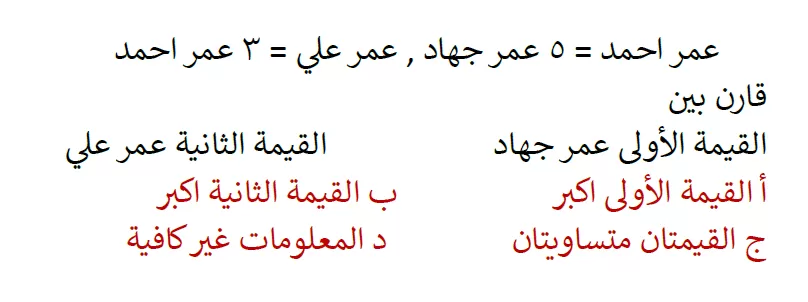 عمر احمد = ٥ عمر جهاد , عمر علي = ٣ عمر احمد
قارن بين
القيمة الأولى عمر جهاد القيمة الثانية عمر علي
أ القيمة الأولى اكبر ب القيمة الثانية اكبر
ج القيمتان متساويتان د المعلومات غير كافية